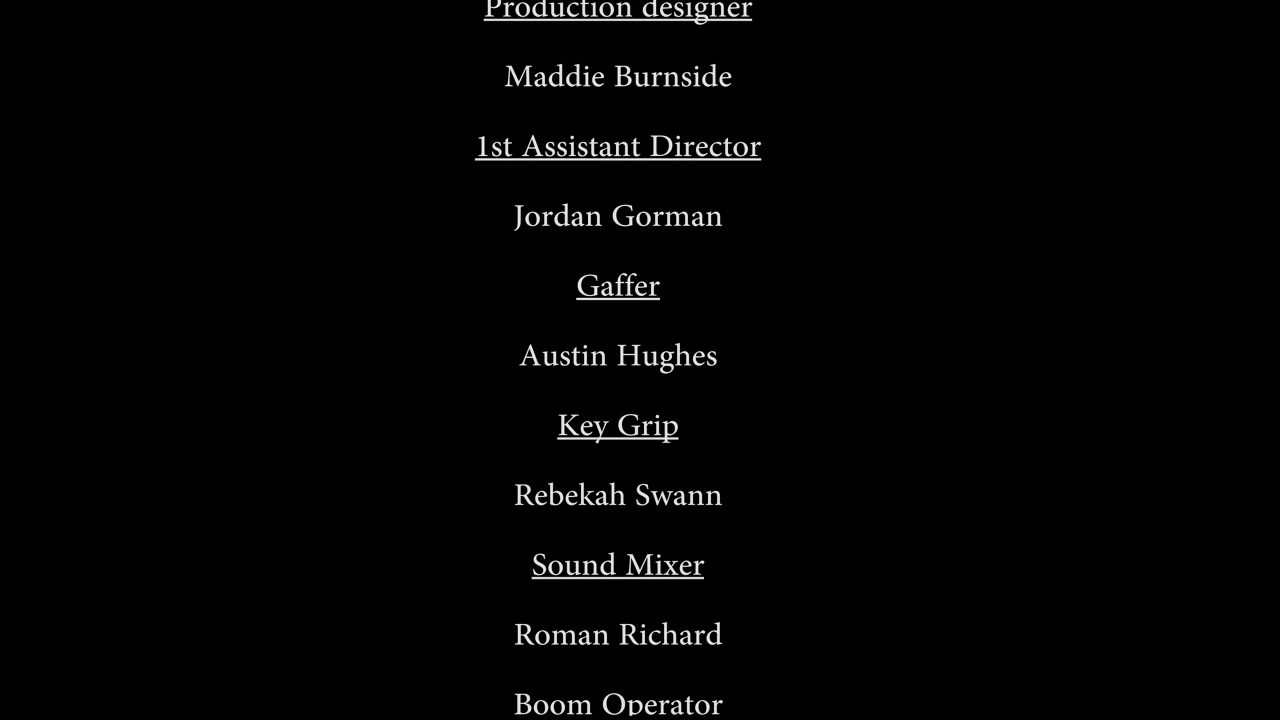 Production designer
Maddie Burnside
1st Assistant Director
Jordan Gorman
Gaffer
Austin Hughes
Key Grip
Rebekah Swann
Sound Mixer
Roman Richard
Boom Operator